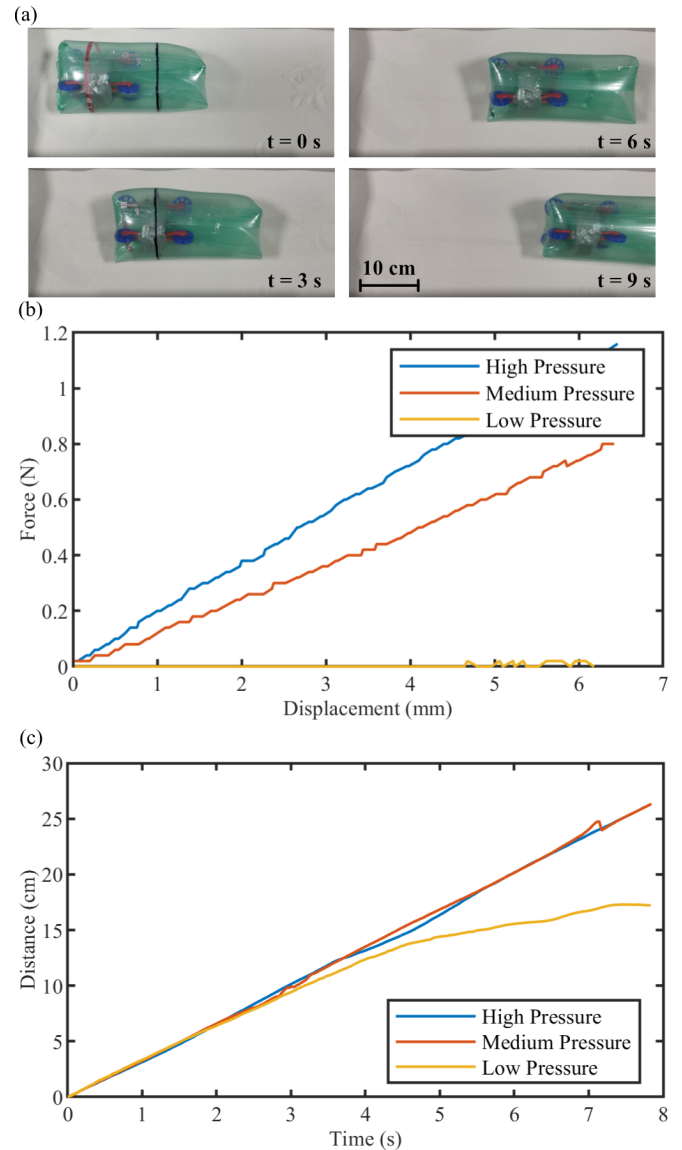 (a)
t = 0 s
t = 6 s
t = 3 s
10 cm
t = 9 s
(b)
1.2
1
0.8
0.6
0.4
0.2
0
Force (N)
High Pressure
Medium Pressure
Low Pressure
0 1 2 3 4 5 6 7
Displacement (mm)
(c)
30
25
20
15
10
5
0
Distance (cm)
High Pressure
Medium Pressure
Low Pressure
0 1 2 3 4 5 6 7 8
Time (s)